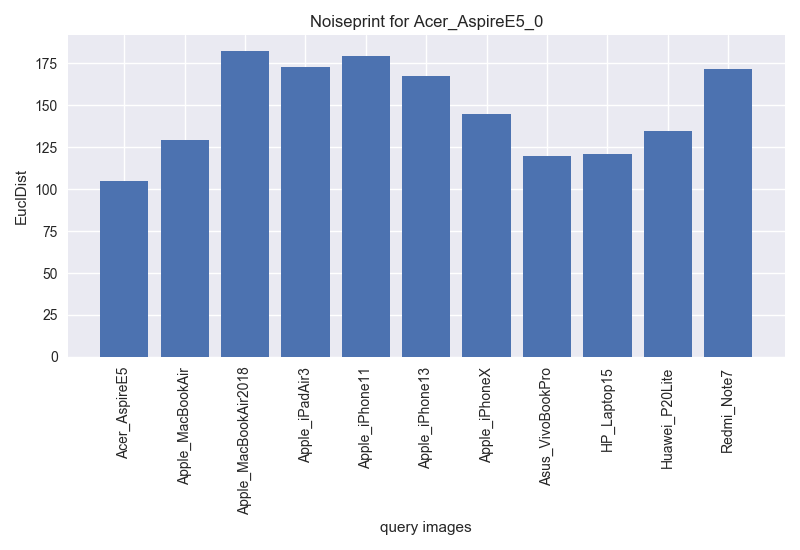 Noiseprint for Acer_AspireE5_0
EuclDist
175
150
125
100
75
50
25
0
Acer_AspireE5
Apple_MacBookAir
Apple_MacBookAir2018
Apple_iPadAir3
Apple_iPhone11
Apple_iPhone13
Apple_iPhoneX
Asus_VivoBookPro
HP_Laptop15
Huawei_P20Lite
Redmi_Note7
query images